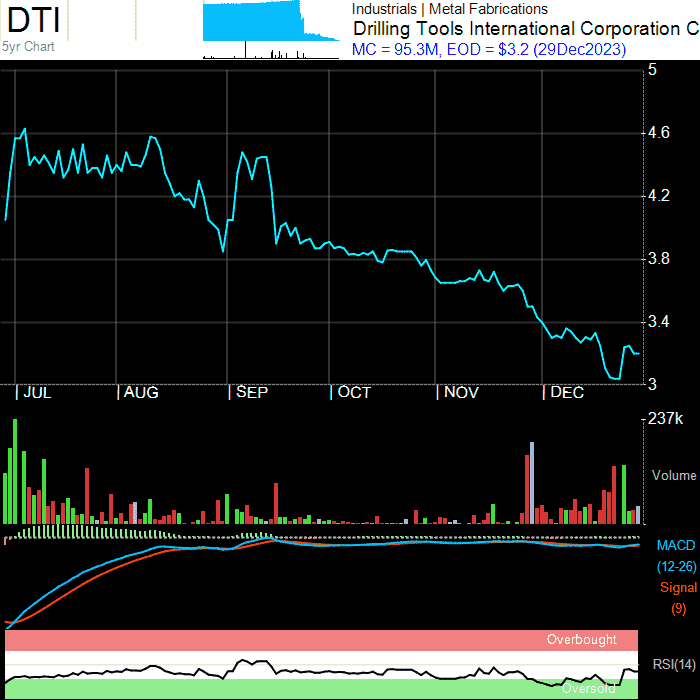 DTI
5yr Chart
Industrials | Metal Fabrications
Drilling Tools International Corporation C
MC = 95.3M, EOD = $3.2 (29Dec2023)
5
4.6
4.2
3.8
3.4
3
JUL AUG SEP OCT NOV DEC
237k
Volume
MACD
(12-26)
Signal
(9)
Overbought
RSI(14)
Oversold